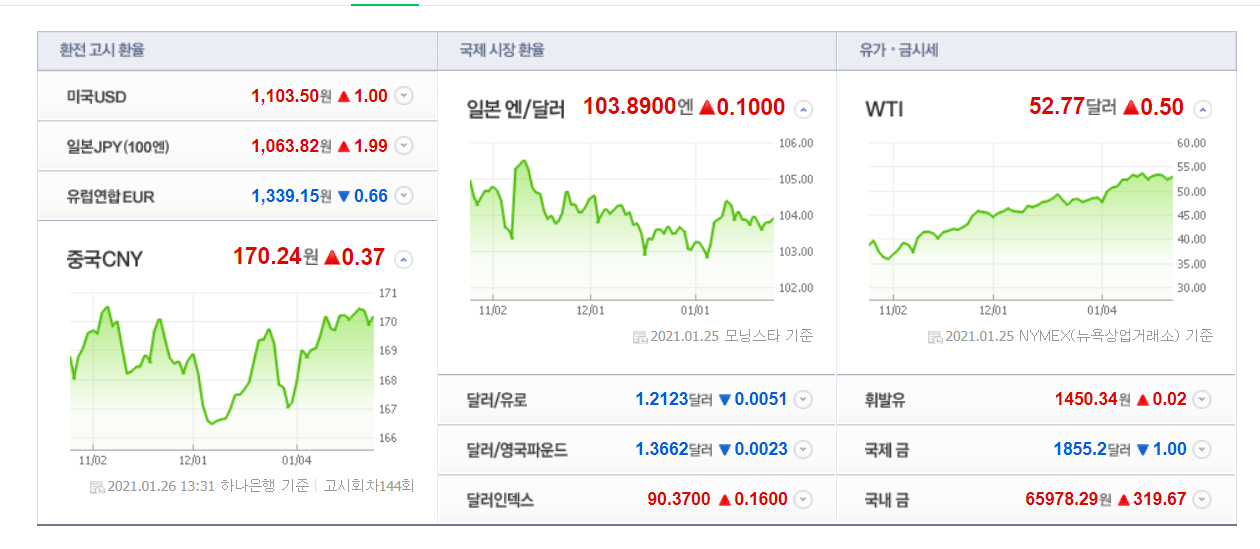 환전 고시 환율
미국USD 1,103.50원 ▲ 1.00
일본JPY(100엔) 1,063.82원 ▲ 1.99
유럽연합EUR 1,339.15원 ▼ 0.66
중국CNY 170.24원 ▲0.37
171
170
169
168
167
166
11/02 12/01 01/04
2021.01.26 13:31 하나은행 기준 | 고시회차144회
국제 시장 환율
일본 엔/달러 103.8900엔 ▲0.1000
106.00
105.00
104.00
103.00
102.00
11/02 12/01 01/01
2021.01.25 모닝스타 기준
달러/유로 1.2123달러 ▼ 0.0051
달러/영국파운드 1.3662달러 ▼ 0.0023
달러인덱스 90.3700 ▲ 0.1600
유가·금시세
WTI 52.77달러 ▲0.50
60.00
55.00
50.00
45.00
40.00
35.00
30.00
11/02 12/01 01/04
2021.01.25 NYMEX(뉴욕상업거래소) 기준
휘발유 1450.34원 ▲ 0.02
국제 금 1855.2달러 ▼ 1.00
국내 금 65978.29원 ▲ 319.67